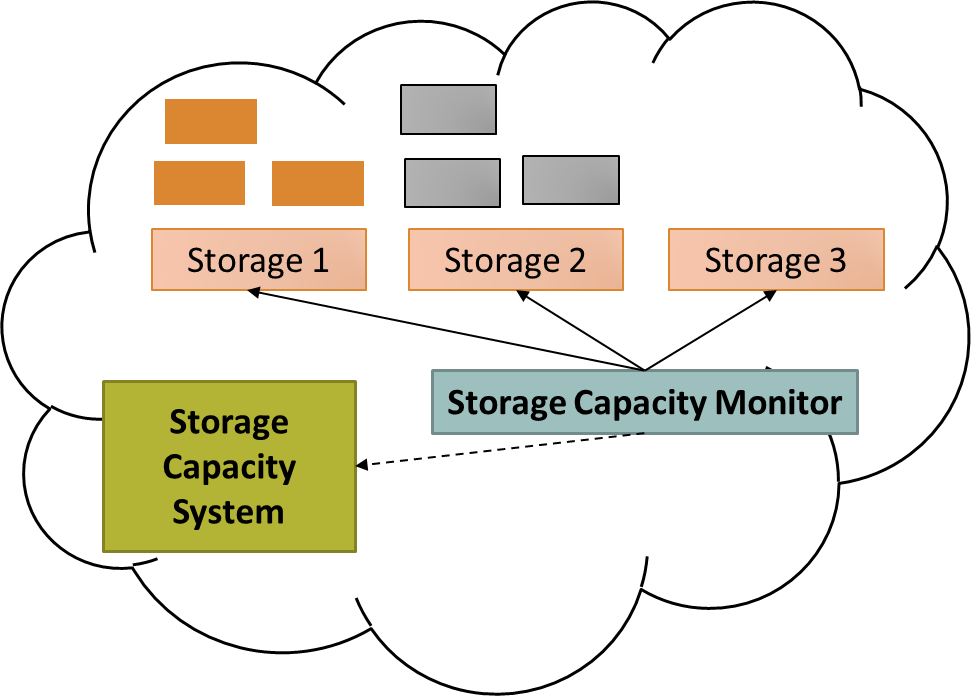 Storage 1
Storage 2
Storage 3
Storage Capacity Monitor
Storage
Capacity
System